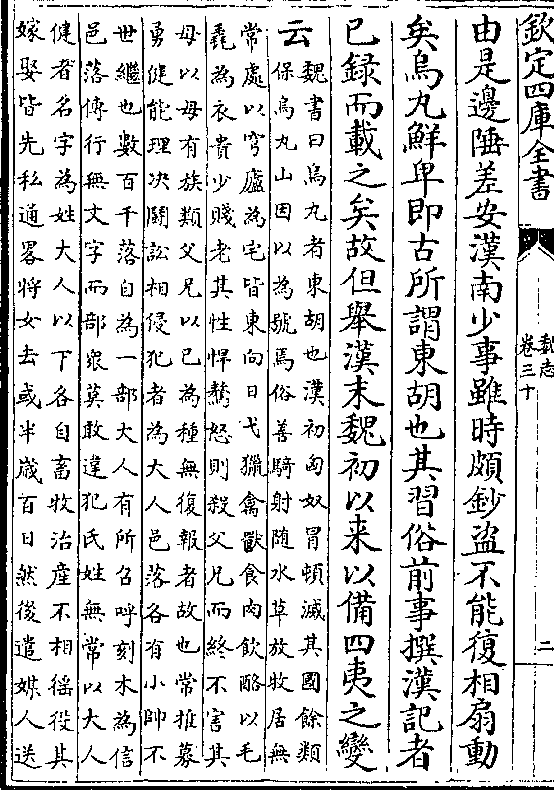 欽定四庫全書
魏志
卷三十
二
由是邊陲差安漢南少事雖時頗鈔盗不能復相扇動
矣烏丸鮮卑即古所謂東胡也其習俗前事撰漢記者
已録而載之矣故但舉漢末魏初以来以備四夷之變
云
魏書曰烏丸者東胡也漢初匈奴冒頓滅其國餘類
保烏丸山因以為號焉俗善騎射随水草放牧居無
常處以穹廬為宅皆東向日弋獵禽獸食肉飲酪以毛
毳為衣貴少賤老其性悍驁怒則殺父兄而終不害其
母以母有族類父兄以已為種無復報者故也常推募
勇健能理决鬭訟相侵犯者為大人邑落各有小帥不
世繼也數百千落自為一部大人有所召呼刻木為信
邑落傳行無文字而部衆莫敢違犯氏姓無常以大人
健者名字為姓大人以下各自畜牧治産不相徭役其
嫁娶皆先私通畧將女去或半歳百日然後遣媒人送